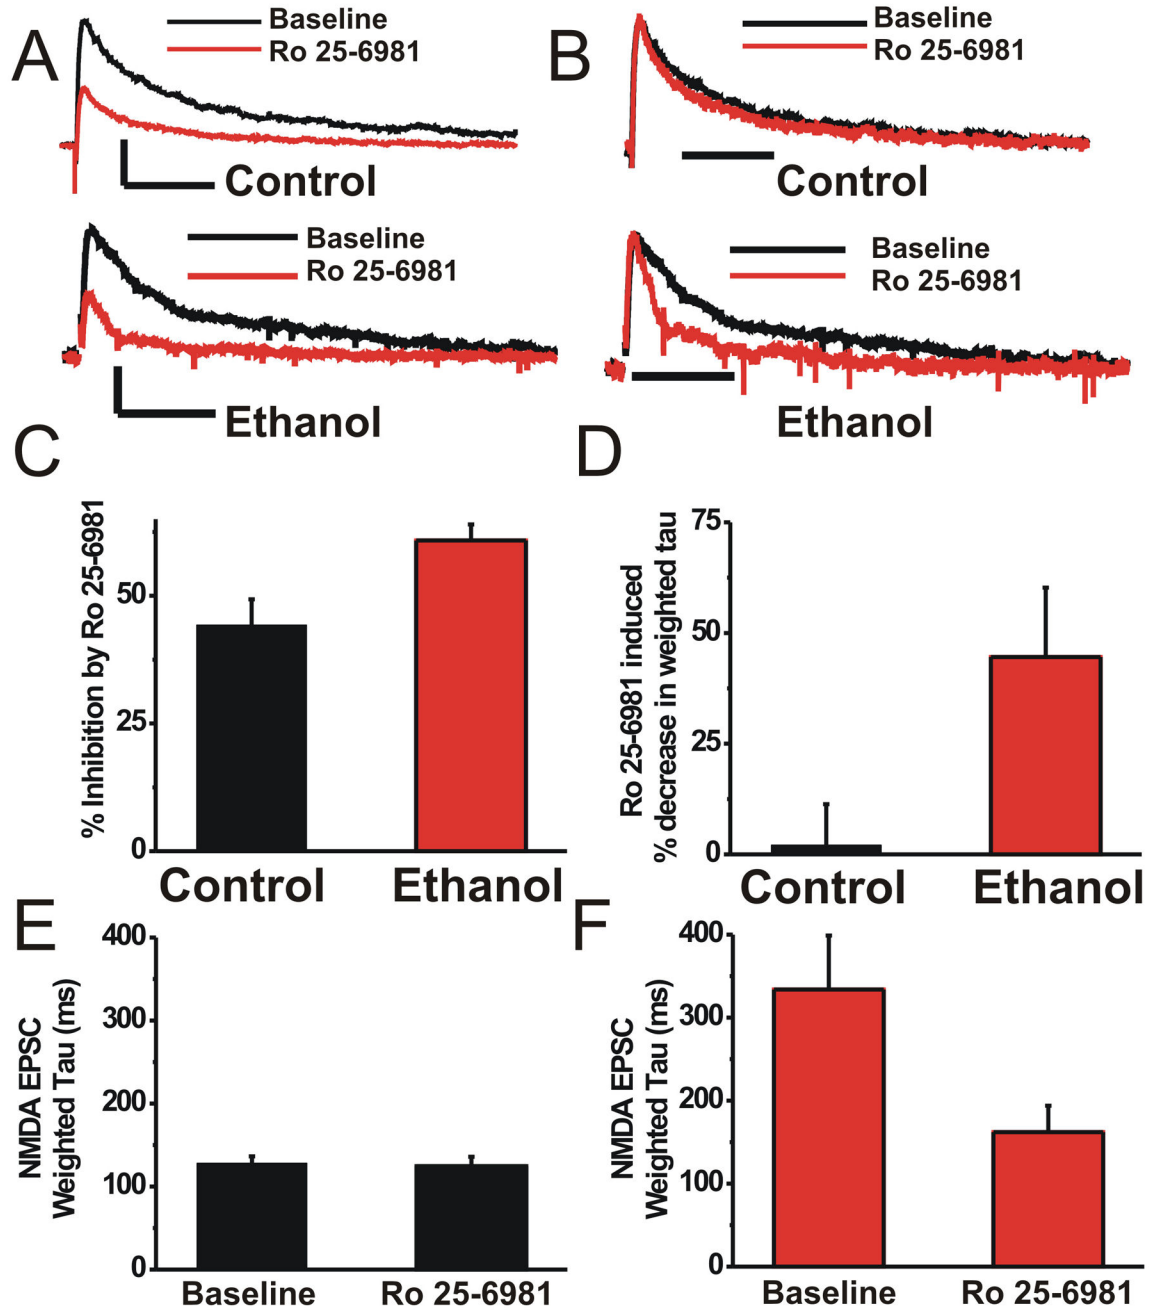 A
Baseline
Ro 25-6981
Control
Baseline
Ro 25-6981
Ethanol
B
Baseline
Ro 25-6981
Control
Baseline
Ro 25-6981
Ethanol
C
% Inhibition by Ro 25-6981
50
25
0
Control
Ethanol
D
Ro 25-6981 induced
% decrease in weighted tau
75
50
25
0
Control
Ethanol
E
NMDA EPSC
Weighted Tau (ms)
400
300
200
100
0
Baseline
Ro 25-6981
F
NMDA EPSC
Weighted Tau (ms)
400
300
200
100
0
Baseline
Ro 25-6981